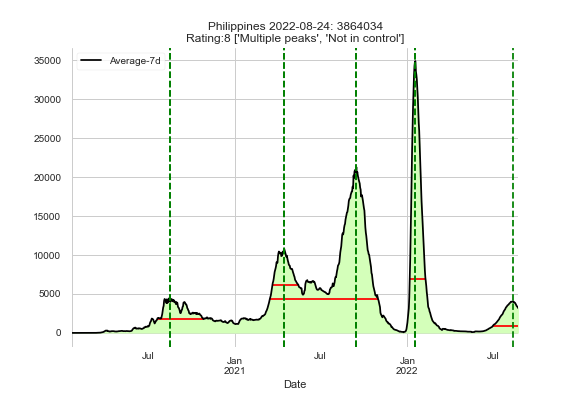 Philippines 2022-08-24: 3864034
Rating:8 ['Multiple peaks', 'Not in control']
Average-7d
35000
30000
25000
20000
15000
10000
5000
0
Jul
Jan
2021
Jul
Jan
2022
Jul
Date